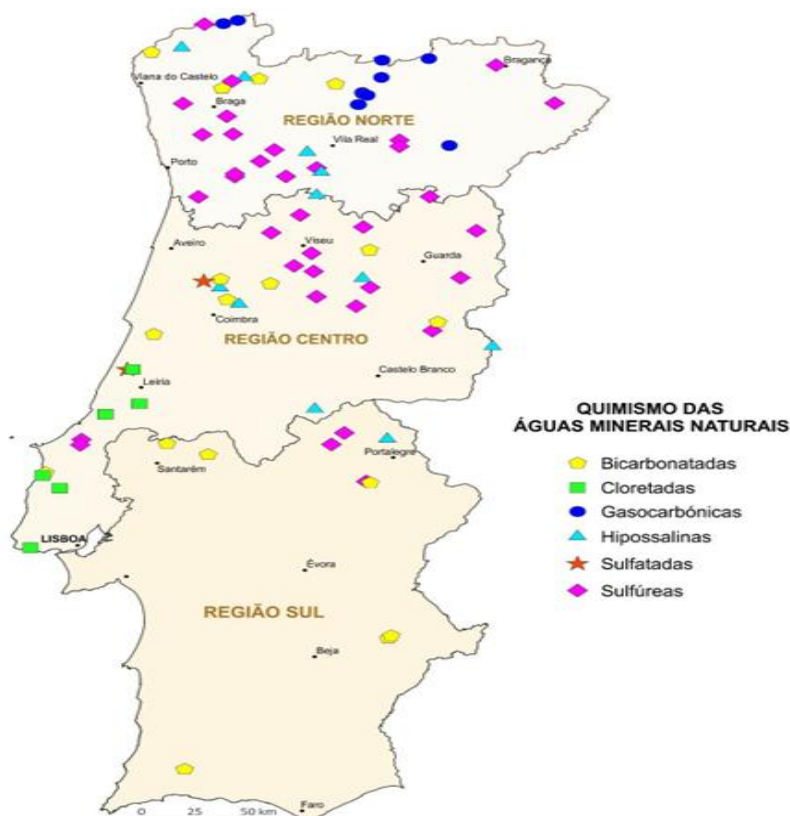 Bragança
Viana do Castelo
Braga
REGIÃO NORTE
Vila Real
Porto
Aveiro
Viseu
Guarda
Coimbra
REGIÃO CENTRO
Castelo Branco
Leiria
Portalegre
Santarém
LISBOA
Évora
REGIÃO SUL
Beja
Faro
0 25 50 km
QUIMISMO DAS
ÁGUAS MINERAIS NATURAIS
Bicarbonatadas
Cloretadas
Gasocarbónicas
Hipossalinas
Sulfatadas
Sulfúreas